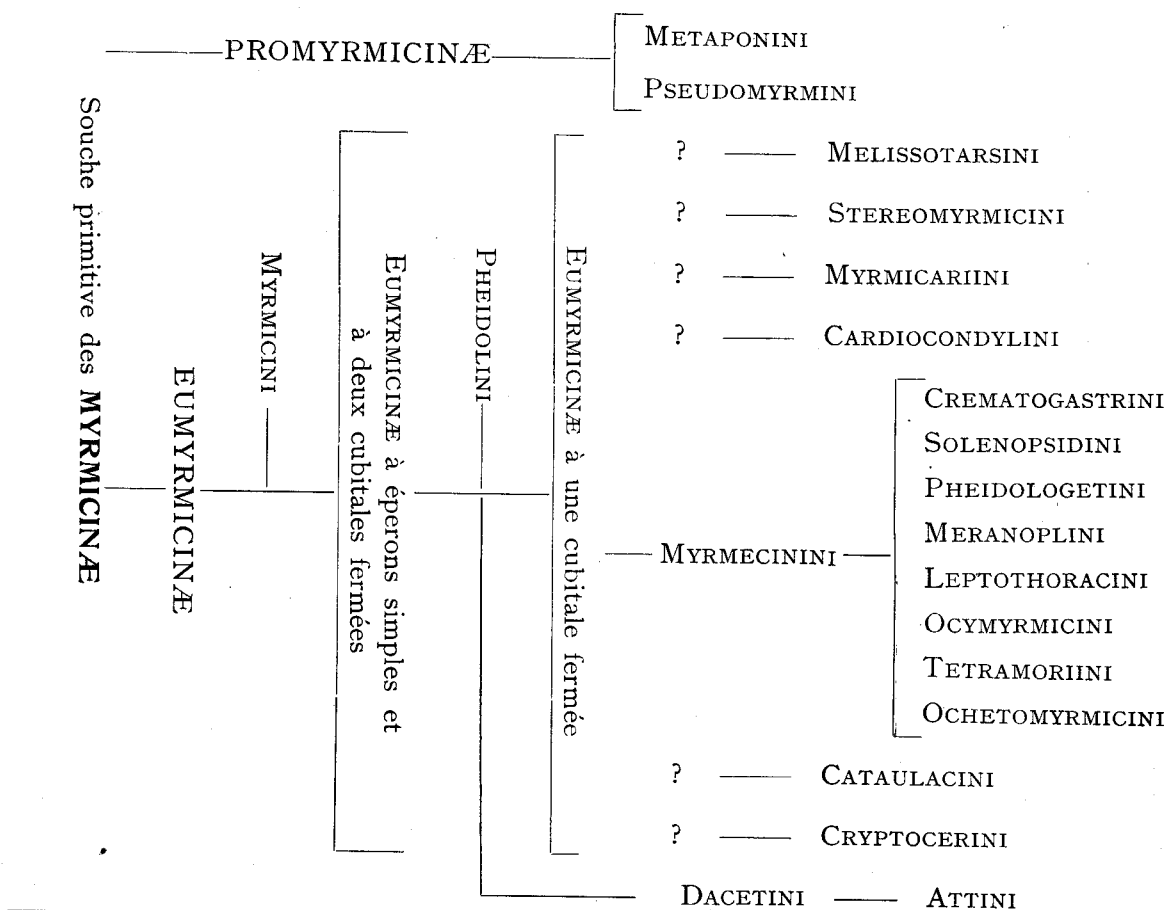 PROMYRMICINÆ
METAPONINI
PSEUDOMYRMINI
Souche primitive des MYRMICINÆ
EUMYRMICINÆ
MYRMICINI
EUMYRMICINÆ à éperons simples et
à deux cubitales fermées
PHEIDOLINI
EUMYRMICINÆ à une cubitale fermée
? MELISSOTARSINI
? STEREOMYRMICINI
? MYRMICARIINI
? CARDIOCONDYLINI
MYRMECININI
CREMATOGASTRINI
SOLENOPSIDINI
PHEIDOLOGETINI
MERANOPLINI
LEPTOTHORACINI
OCYMYRMICINI
TETRAMORIINI
OCHETOMYRMICINI
? CATAULACINI
? CRYPTOCERINI
DACETINI ATTINI